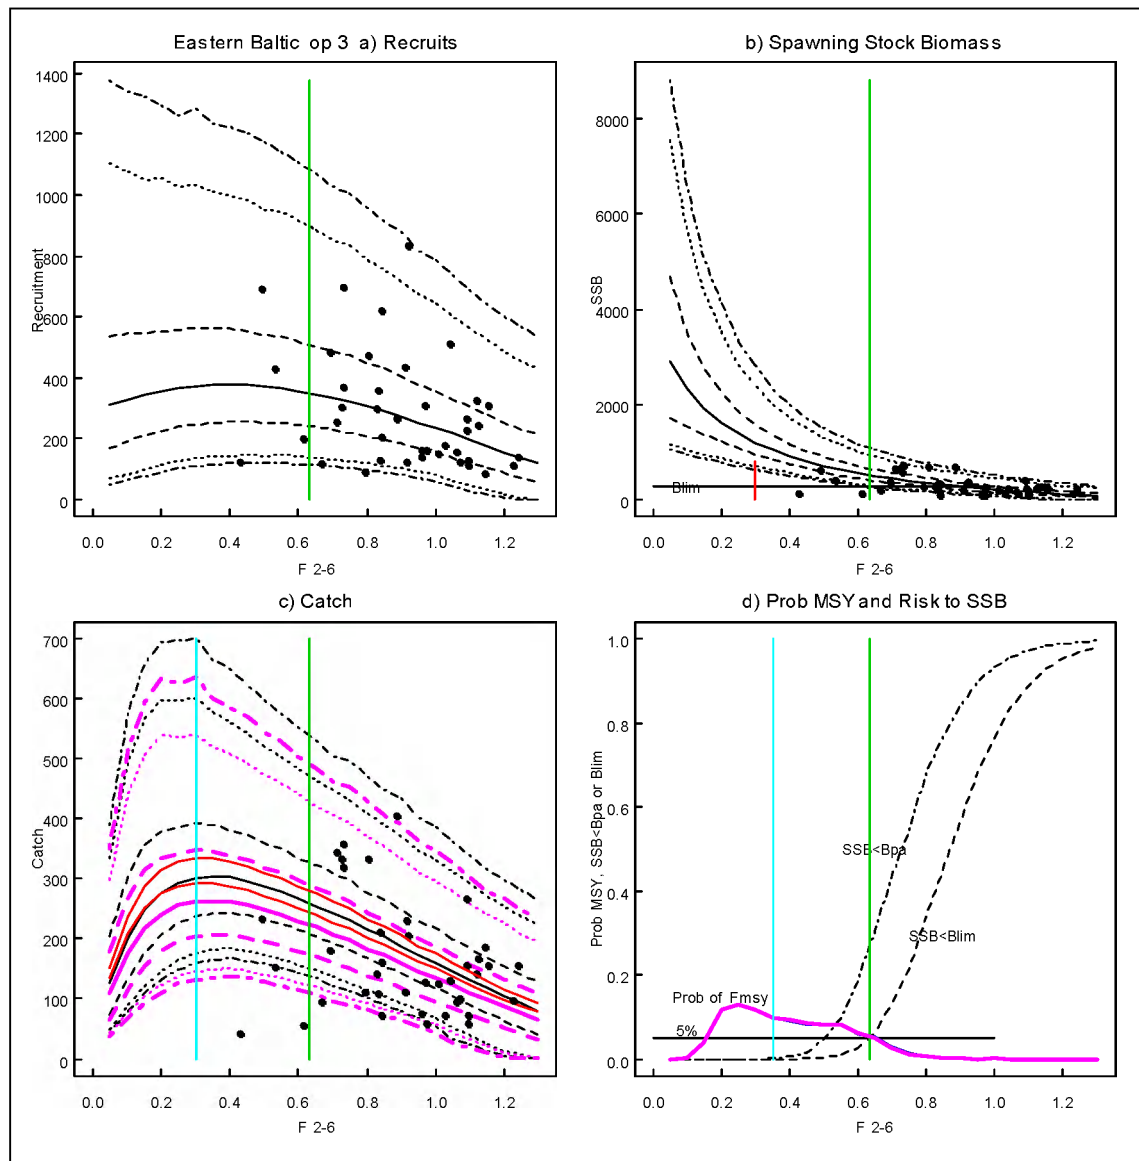 Eastern Baltic op 3 a) Recruits
Recruitment
1400
1200
1000
800
600
400
200
0
0.0 0.2 0.4 0.6 0.8 1.0 1.2
F 2-6
b) Spawning Stock Biomass
SSB
8000
6000
4000
2000
0
Blim
0.0 0.2 0.4 0.6 0.8 1.0 1.2
F 2-6
c) Catch
Catch
700
600
500
400
300
200
100
0
0.0 0.2 0.4 0.6 0.8 1.0 1.2
F 2-6
d) Prob MSY and Risk to SSB
Prob MSY, SSB<Bpa or Blim
1.0
0.8
0.6
0.4
0.2
0.0
SSB<Bpa
SSB<Blim
Prob of Fmsy
5%
0.0 0.2 0.4 0.6 0.8 1.0 1.2
F 2-6